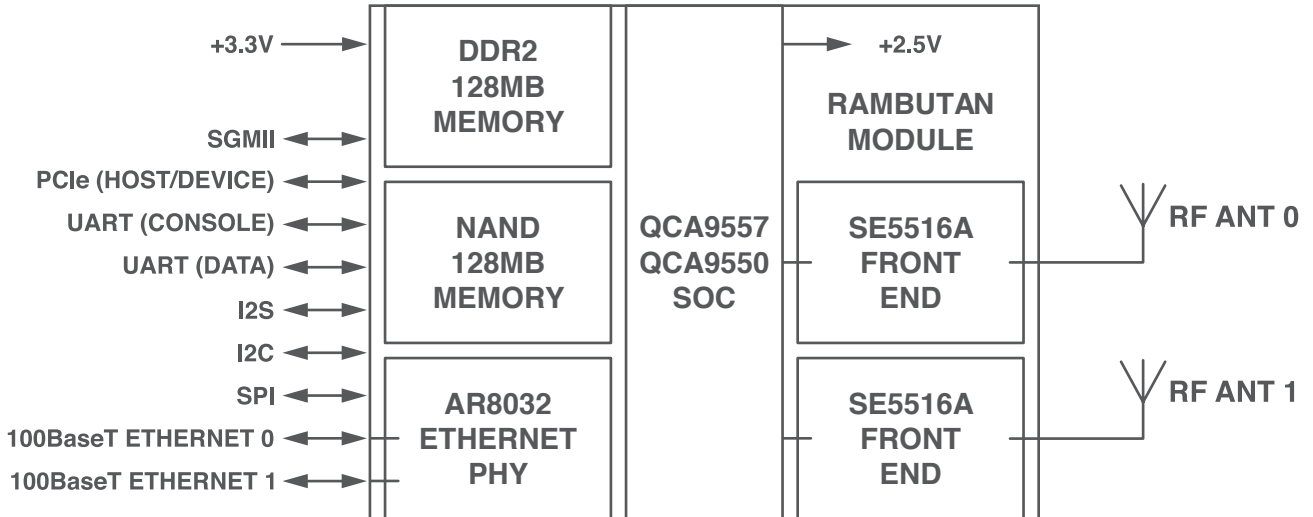 +3.3V
SGMII
PCIe (HOST/DEVICE)
UART (CONSOLE)
UART (DATA)
I2S
I2C
SPI
100BaseT ETHERNET 0
100BaseT ETHERNET 1
DDR2
128MB
MEMORY
NAND
128MB
MEMORY
AR8032
ETHERNET
PHY
QCA9557
QCA9550
SOC
+2.5V
RAMBUTAN
MODULE
SE5516A
FRONT
END
SE5516A
FRONT
END
RF ANT 0
RF ANT 1